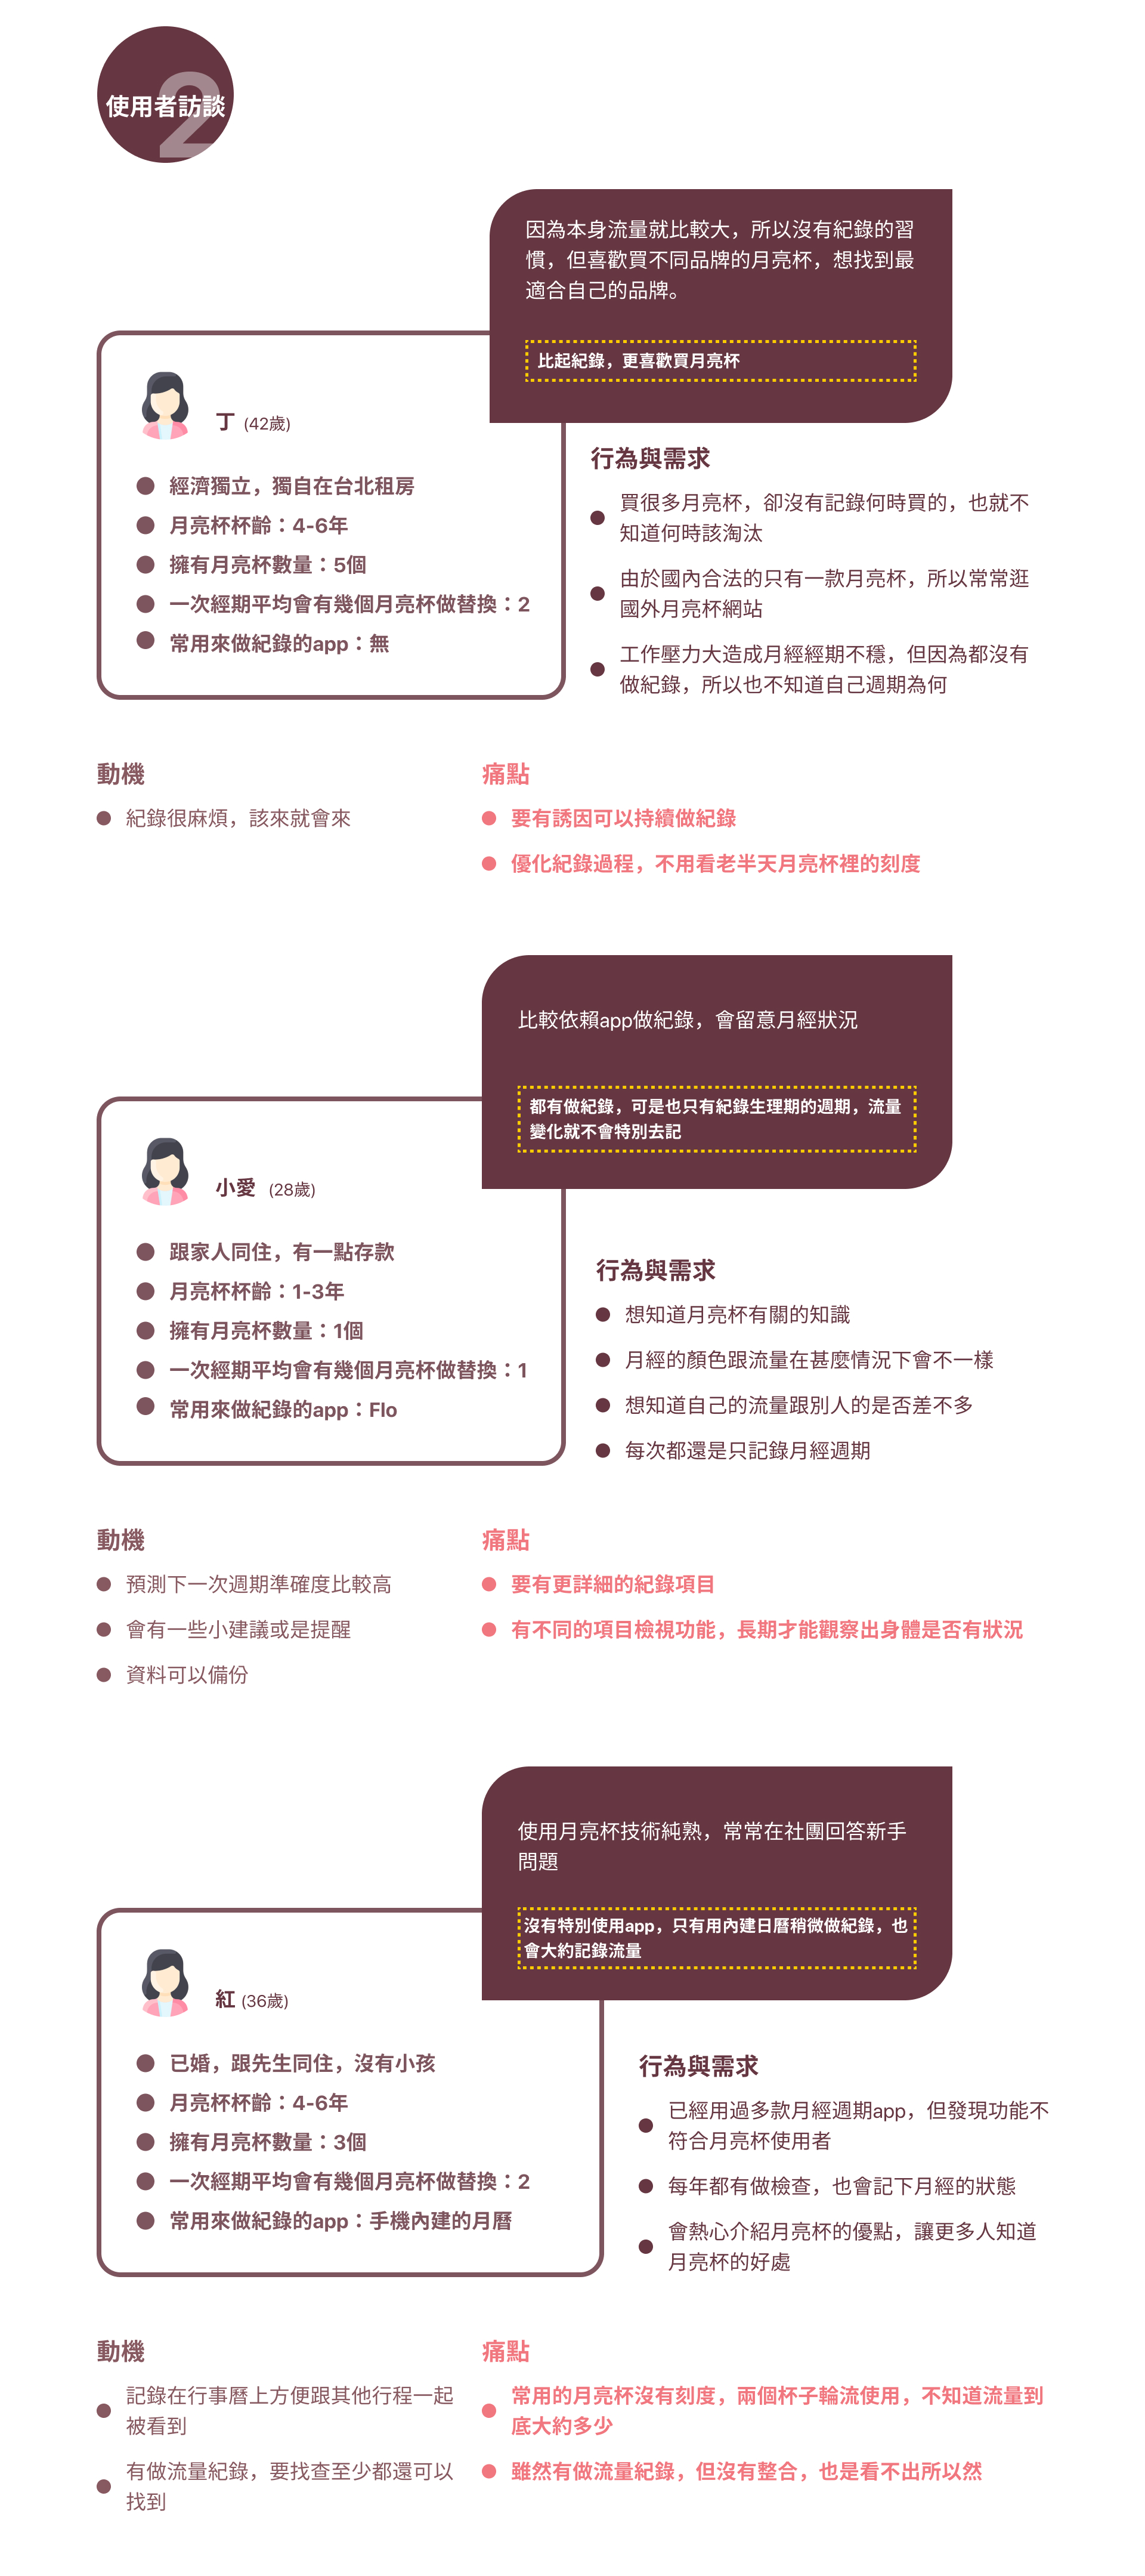 2
使用者訪談
因為本身流量就比較大，所以沒有紀錄的習
慣，但喜歡買不同品牌的月亮杯，想找到最
適合自己的品牌。
比起紀錄，更喜歡買月亮杯
丁 (42歲)
經濟獨立，獨自在台北租房
月亮杯杯齡：4-6年
擁有月亮杯數量：5個
一次經期平均會有幾個月亮杯做替換：2
常用來做紀錄的app：無
行為與需求
買很多月亮杯，卻沒有記錄何時買的，也就不
知道何時該淘汰
由於國內合法的只有一款月亮杯，所以常常逛
國外月亮杯網站
工作壓力大造成月經經期不穩，但因為都沒有
做紀錄，所以也不知道自己週期為何
動機
紀錄很麻煩，該來就會來
痛點
要有誘因可以持續做紀錄
優化紀錄過程，不用看老半天月亮杯裡的刻度
比較依賴app做紀錄，會留意月經狀況
都有做紀錄，可是也只有紀錄生理期的週期，流量
變化就不會特別去記
小愛 (28歲)
跟家人同住，有一點存款
月亮杯杯齡：1-3年
擁有月亮杯數量：1個
一次經期平均會有幾個月亮杯做替換：1
常用來做紀錄的app：Flo
行為與需求
想知道月亮杯有關的知識
月經的顏色跟流量在甚麼情況下會不一樣
想知道自己的流量跟別人的是否差不多
每次都還是只記錄月經週期
動機
預測下一次週期準確度比較高
會有一些小建議或是提醒
資料可以備份
痛點
要有更詳細的紀錄項目
有不同的項目檢視功能，長期才能觀察出身體是否有狀況
使用月亮杯技術純熟，常常在社團回答新手
問題
沒有特別使用app，只有用內建日曆稍微做紀錄，也
會大約記錄流量
紅 (36歲)
已婚，跟先生同住，沒有小孩
月亮杯杯齡：4-6年
擁有月亮杯數量：3個
一次經期平均會有幾個月亮杯做替換：2
常用來做紀錄的app：手機內建的月曆
行為與需求
已經用過多款月經週期app，但發現功能不
符合月亮杯使用者
每年都有做檢查，也會記下月經的狀態
會熱心介紹月亮杯的優點，讓更多人知道
月亮杯的好處
動機
記錄在行事曆上方便跟其他行程一起
被看到
有做流量紀錄，要找查至少都還可以
找到
痛點
常用的月亮杯沒有刻度，兩個杯子輪流使用，不知道流量到
底大約多少
雖然有做流量紀錄，但沒有整合，也是看不出所以然